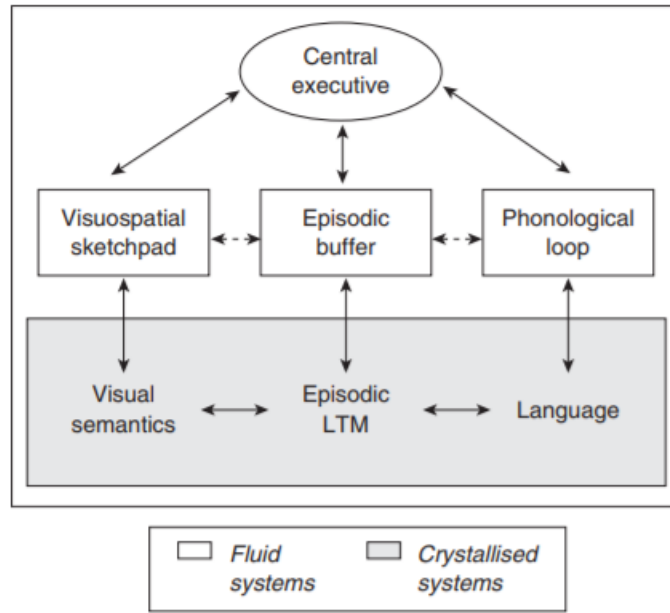 Central
executive
Visuospatial
sketchpad
Episodic
buffer
Phonological
loop
Visual
semantics
Episodic
LTM
Language
Fluid
systems
Crystallised
systems